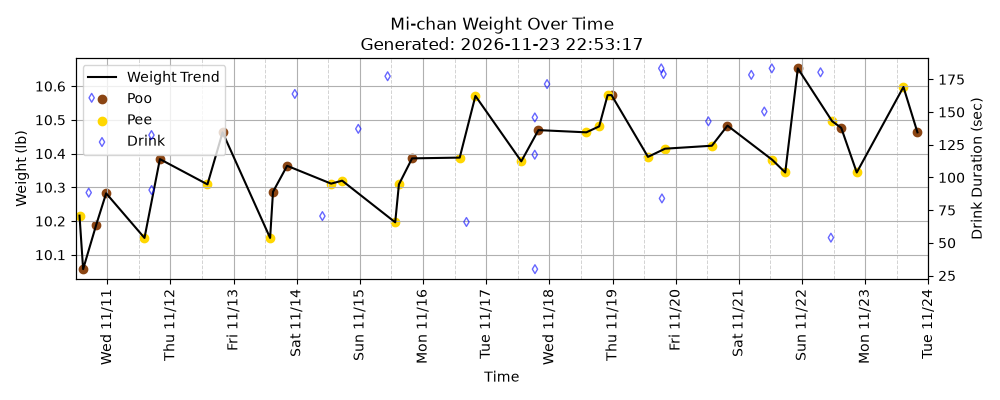 Mi-chan Weight Over Time
Generated: 2026-11-23 22:53:17
Weight Trend
Poo
Pee
Drink
Weight (lb)
10.6
10.5
10.4
10.3
10.2
10.1
Drink Duration (sec)
175
150
125
100
75
50
25
Wed 11/11
Thu 11/12
Fri 11/13
Sat 11/14
Sun 11/15
Mon 11/16
Tue 11/17
Wed 11/18
Thu 11/19
Fri 11/20
Sat 11/21
Sun 11/22
Mon 11/23
Tue 11/24
Time